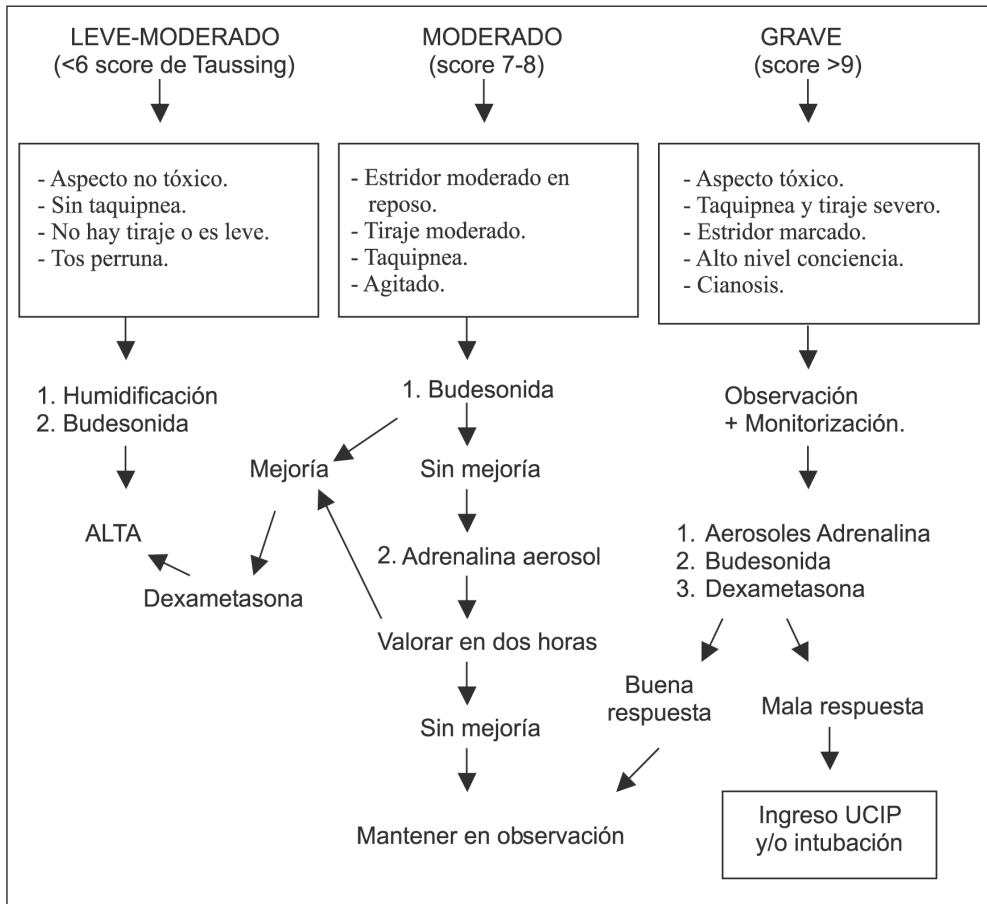 LEVE-MODERADO
(<6 score de Taussing)
- Aspecto no tóxico.
- Sin taquipnea.
- No hay tiraje o es leve.
- Tos perruna.
1. Humidificación
2. Budesonida
ALTA
MODERADO
(score 7-8)
- Estridor moderado en
reposo.
- Tiraje moderado.
- Taquipnea.
- Agitado.
1. Budesonida
Mejoría
Dexametasona
Sin mejoría
2. Adrenalina aerosol
Valorar en dos horas
Sin mejoría
Mantener en observación
GRAVE
(score >9)
- Aspecto tóxico.
- Taquipnea y tiraje severo.
- Estridor marcado.
- Alto nivel conciencia.
- Cianosis.
Observación
+ Monitorización.
1. Aerosoles Adrenalina
2. Budesonida
3. Dexametasona
Buena
respuesta
Mala respuesta
Ingreso UCIP
y/o intubación